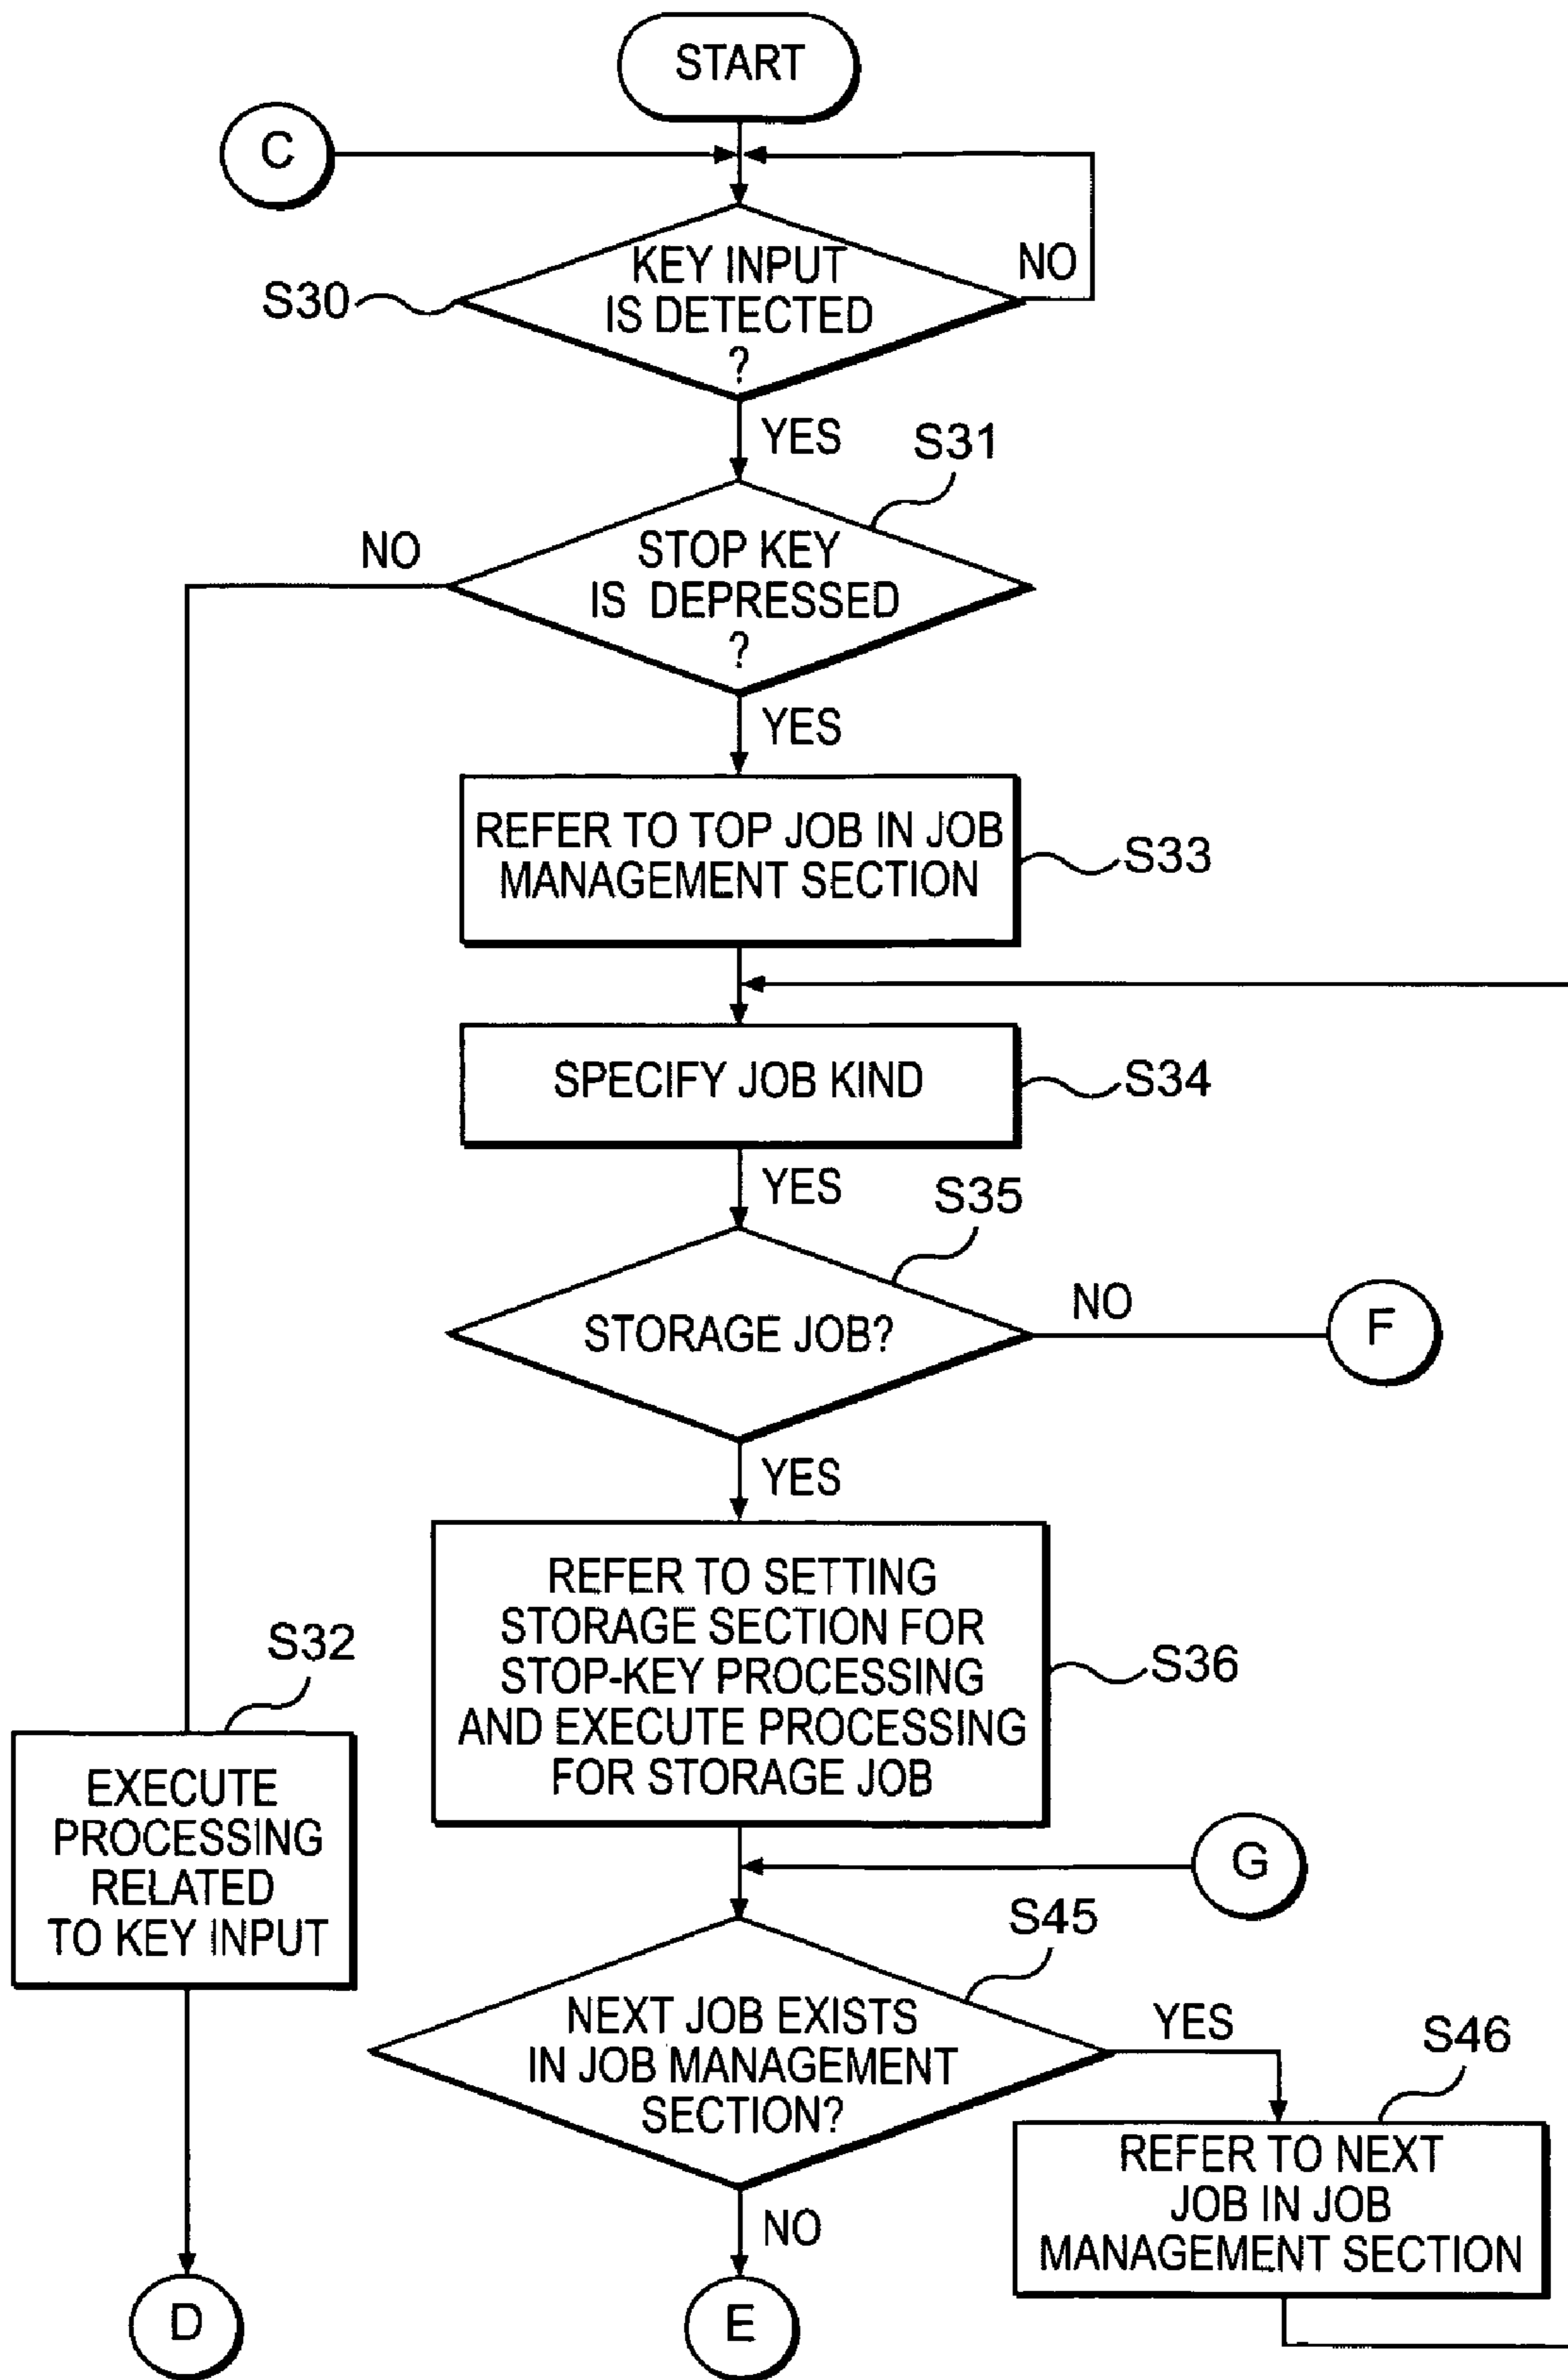 START
C
KEY INPUT
IS DETECTED
?
NO
S30
YES
S31
STOP KEY
IS DEPRESSED
?
NO
YES
REFER TO TOP JOB IN JOB
MANAGEMENT SECTION
S33
SPECIFY JOB KIND
S34
YES
S35
STORAGE JOB?
NO
F
YES
REFER TO SETTING
STORAGE SECTION FOR
STOP-KEY PROCESSING
AND EXECUTE PROCESSING
FOR STORAGE JOB
S36
S32
EXECUTE
PROCESSING
RELATED
TO KEY INPUT
G
S45
NEXT JOB EXISTS
IN JOB MANAGEMENT
SECTION?
YES
S46
REFER TO NEXT
JOB IN JOB
MANAGEMENT SECTION
NO
D
E